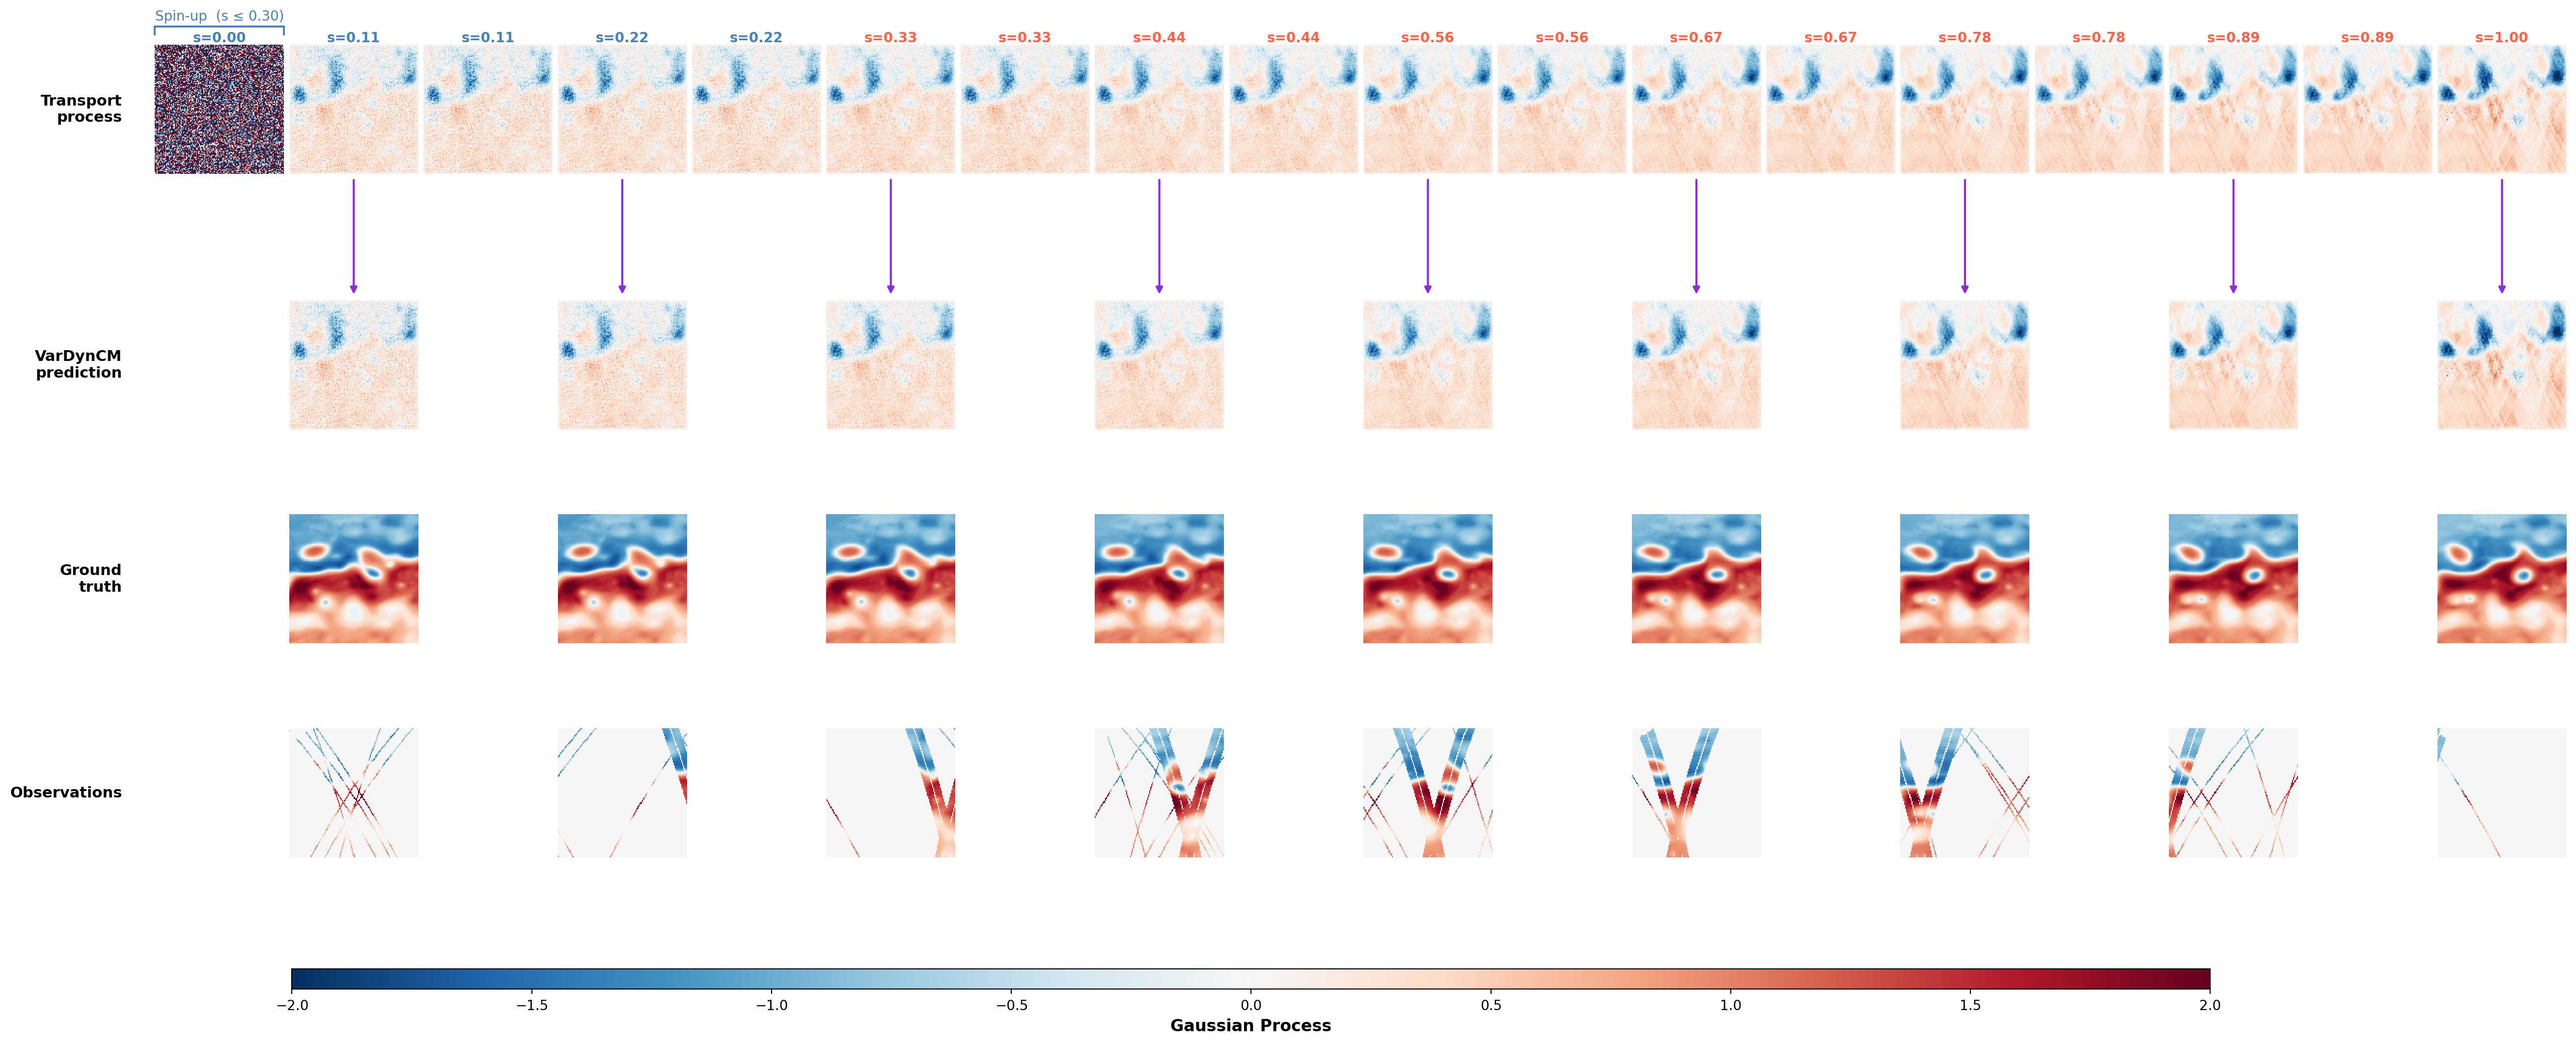 Spin-up (s ≤ 0.30)
s=0.00 s=0.11 s=0.11 s=0.22 s=0.22 s=0.33 s=0.33 s=0.44 s=0.44 s=0.56 s=0.56 s=0.67 s=0.67 s=0.78 s=0.78 s=0.89 s=0.89 s=1.00
Transport
process
VarDynCM
prediction
Ground
truth
Observations
−2.0 −1.5 −1.0 −0.5 0.0 0.5 1.0 1.5 2.0
Gaussian Process